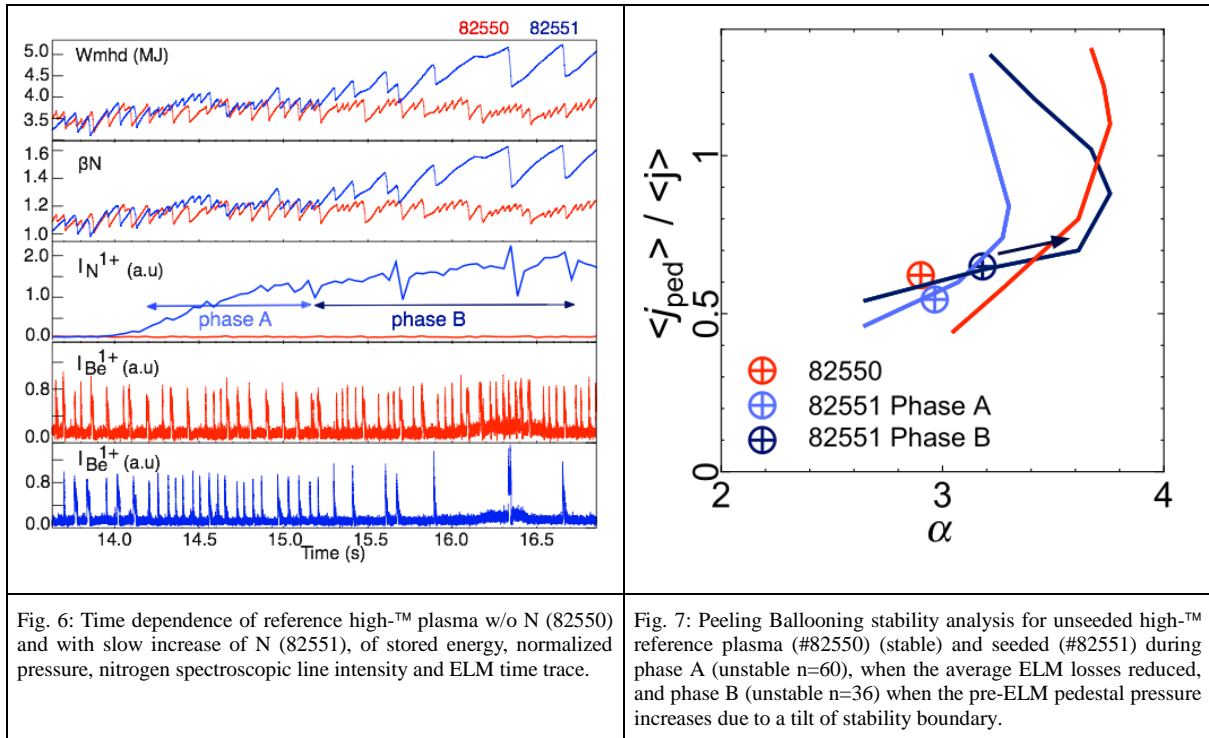 82550 82551
Wmhd (MJ)
5.0
4.5
4.0
3.5
βN
1.6
1.4
1.2
1.0
I_N^1+ (a.u)
2.0
1.0
0.0
phase A phase B
I_Be^1+ (a.u)
0.8
0.0
I_Be^1+ (a.u)
0.8
0.0
14.0 14.5 15.0 15.5 16.0 16.5
Time (s)
<j_ped> / <j>
1
0.5
0
82550
82551 Phase A
82551 Phase B
2 3 4
α
Fig. 6: Time dependence of reference high-™ plasma w/o N (82550)
and with slow increase of N (82551), of stored energy, normalized
pressure, nitrogen spectroscopic line intensity and ELM time trace.
Fig. 7: Peeling Ballooning stability analysis for unseeded high-™
reference plasma (#82550) (stable) and seeded (#82551) during
phase A (unstable n=60), when the average ELM losses reduced,
and phase B (unstable n=36) when the pre-ELM pedestal pressure
increases due to a tilt of stability boundary.